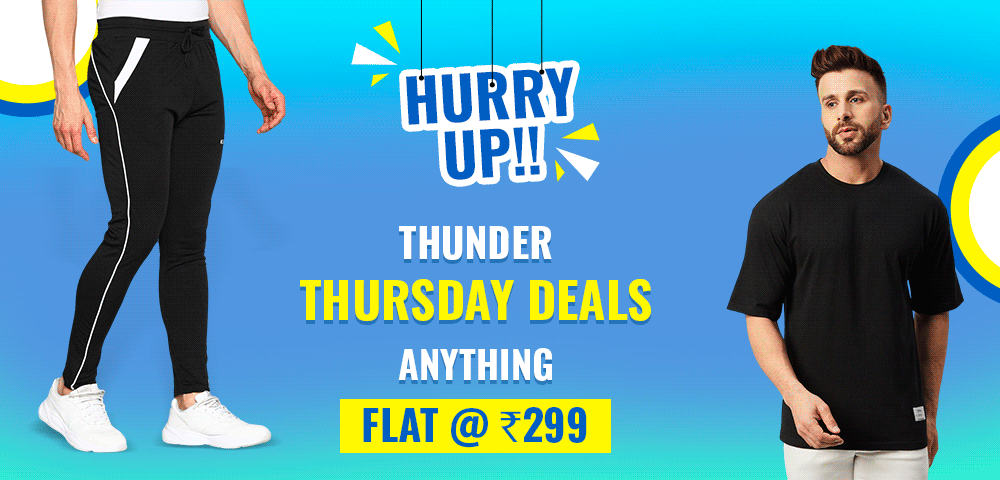 HURRY
UP!!
THUNDER
THURSDAY DEALS
ANYTHING
FLAT @ ₹299